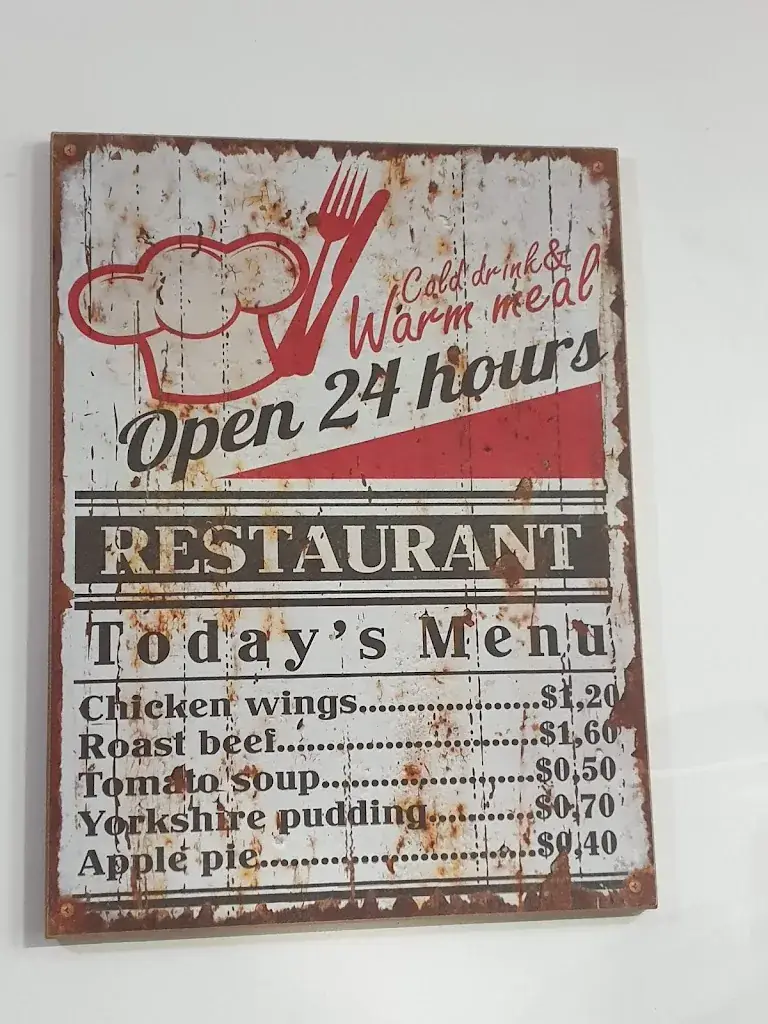 Cold drink&
Warm meal
Open 24 hours
RESTAURANT
Today's Menu
Chicken wings......................$1,20
Roast beef................................$1,60
Tomato soup..........................$0,50
Yorkshire pudding.............$0,70
Apple pie..................................$0,40